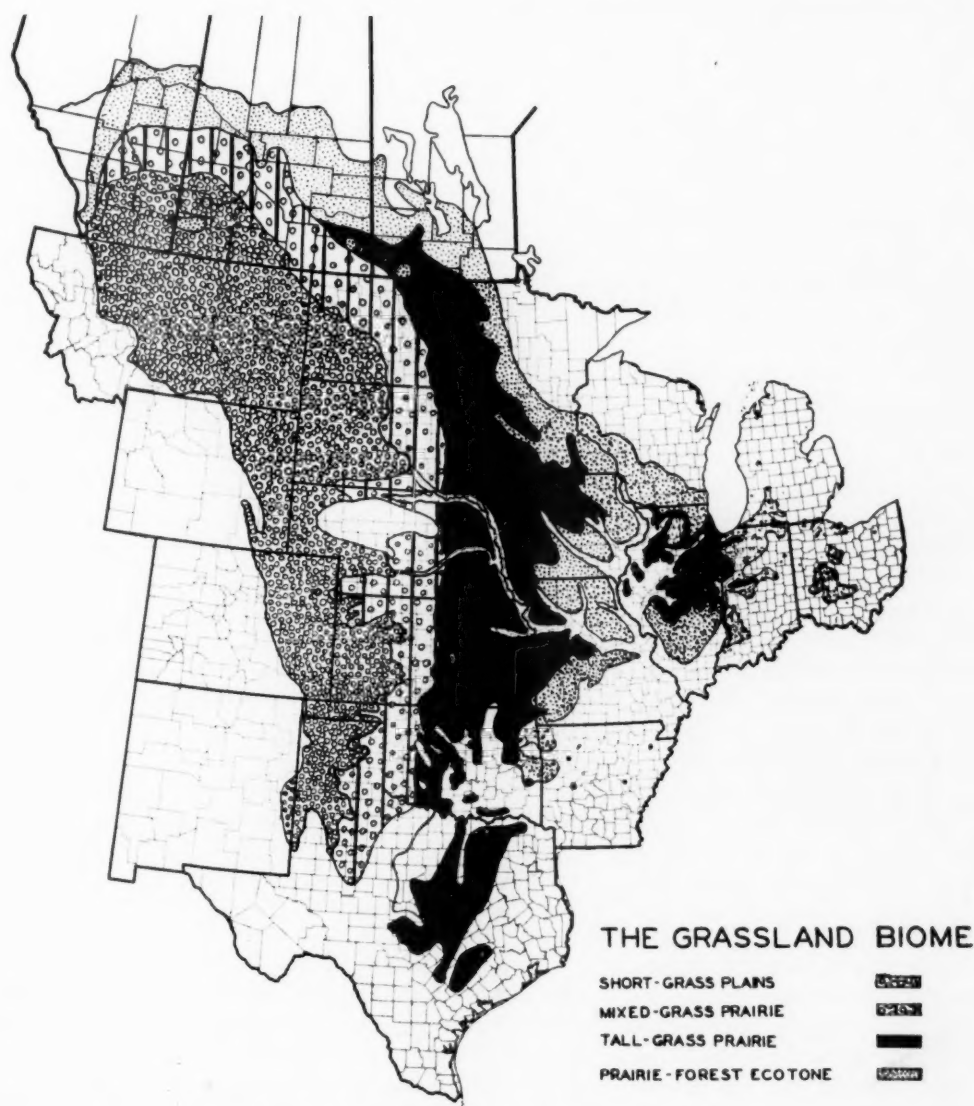 THE GRASSLAND BIOME
SHORT-GRASS PLAINS
MIXED-GRASS PRAIRIE
TALL-GRASS PRAIRIE
PRAIRIE-FOREST ECOTONE